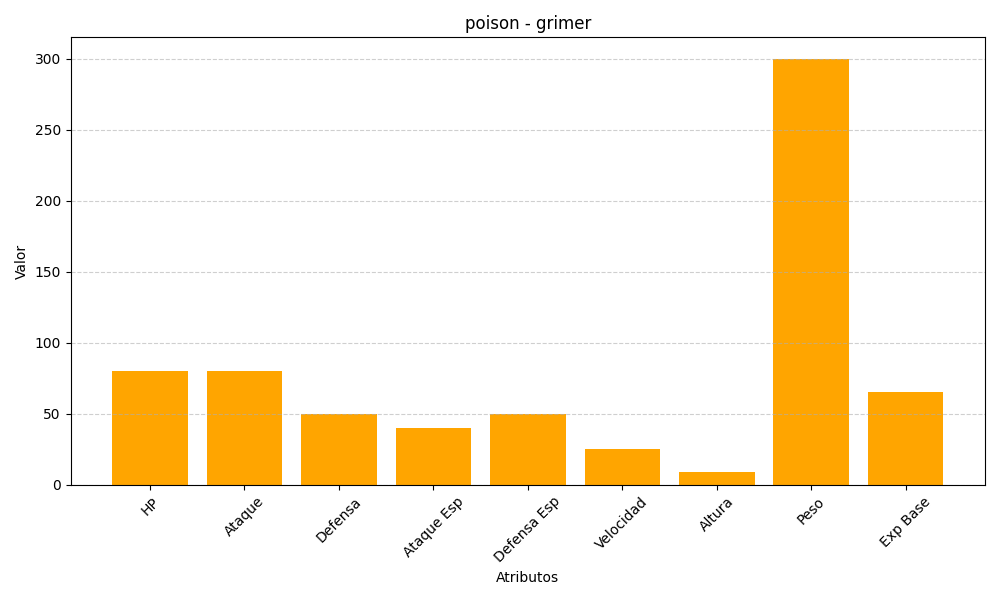 poison - grimer
300
250
200
150
100
50
0
Valor
HP
Ataque
Defensa
Ataque Esp
Defensa Esp
Velocidad
Altura
Peso
Exp Base
Atributos